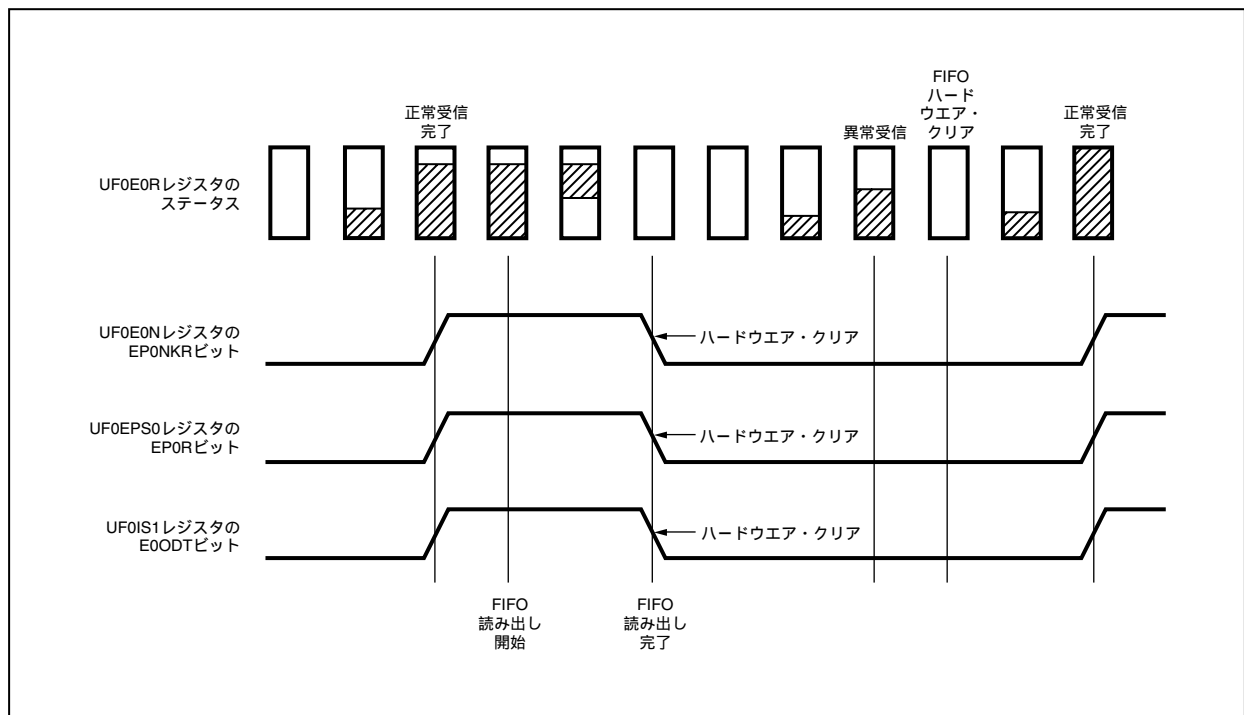 正常受信
完了
異常受信
FIFO
ハード
ウエア・
クリア
正常受信
完了
UF0E0Rレジスタの
ステータス
UF0E0Nレジスタの
EP0NKRビット
ハードウエア・クリア
UF0EPS0レジスタの
EP0Rビット
ハードウエア・クリア
UF0IS1レジスタの
E0ODTビット
ハードウエア・クリア
FIFO
読み出し
開始
FIFO
読み出し
完了